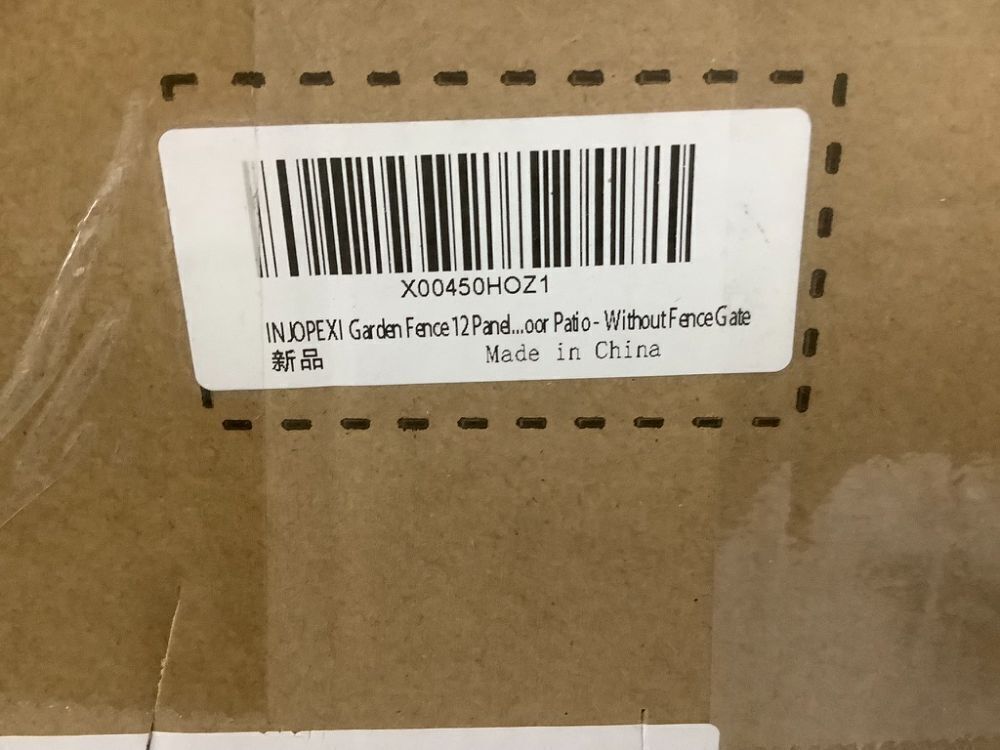 X00450HOZ1
INJOPEXI Garden Fence 12 Panel...oor Patio - Without Fence Gate
新品
Made in China